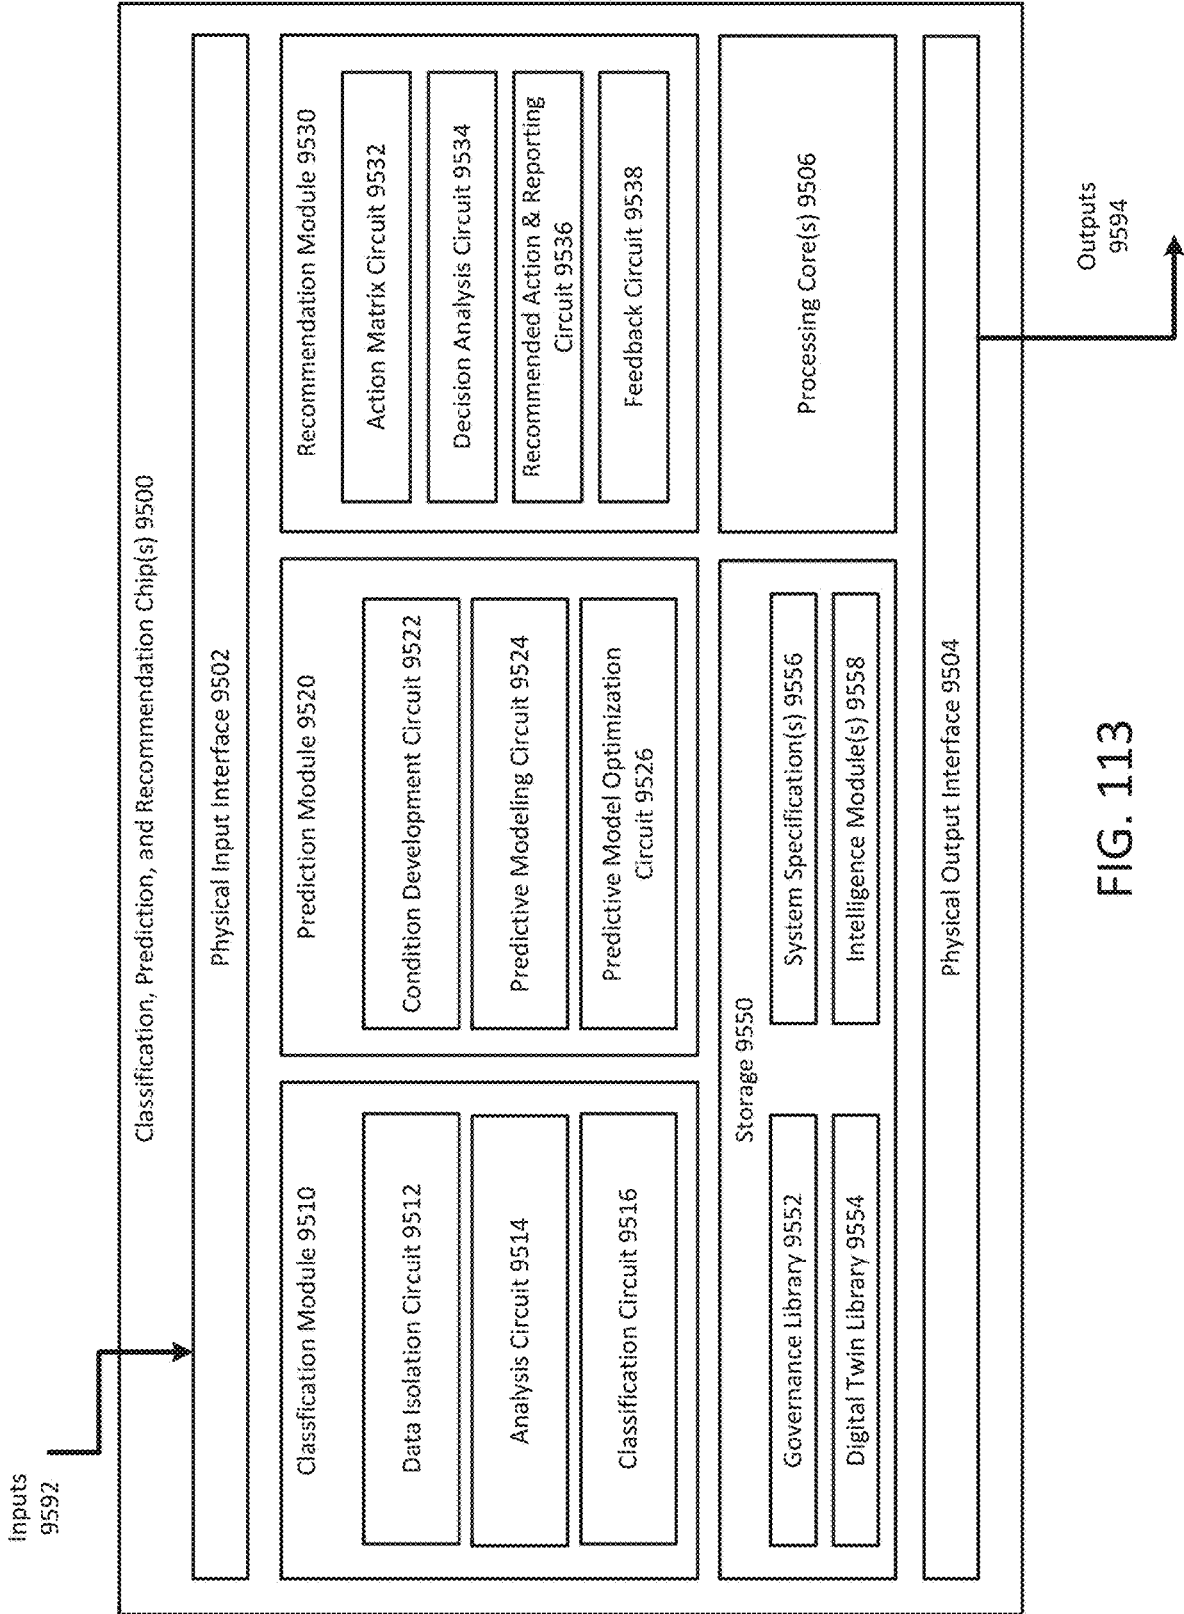 Inputs
9592
Classification, Prediction, and Recommendation Chip(s) 9500
Physical Input Interface 9502
Classfication Module 9510
Data Isolation Circuit 9512
Analysis Circuit 9514
Classification Circuit 9516
Prediction Module 9520
Condition Development Circuit 9522
Predictive Modeling Circuit 9524
Predictive Model Optimization
Circuit 9526
Recommendation Module 9530
Action Matrix Circuit 9532
Decision Analysis Circuit 9534
Recommended Action & Reporting
Circuit 9536
Feedback Circuit 9538
Storage 9550
Governance Library 9552
Digital Twin Library 9554
System Specification(s) 9556
Intelligence Module(s) 9558
Processing Core(s) 9506
Physical Output Interface 9504
Outputs
9594
FIG. 113